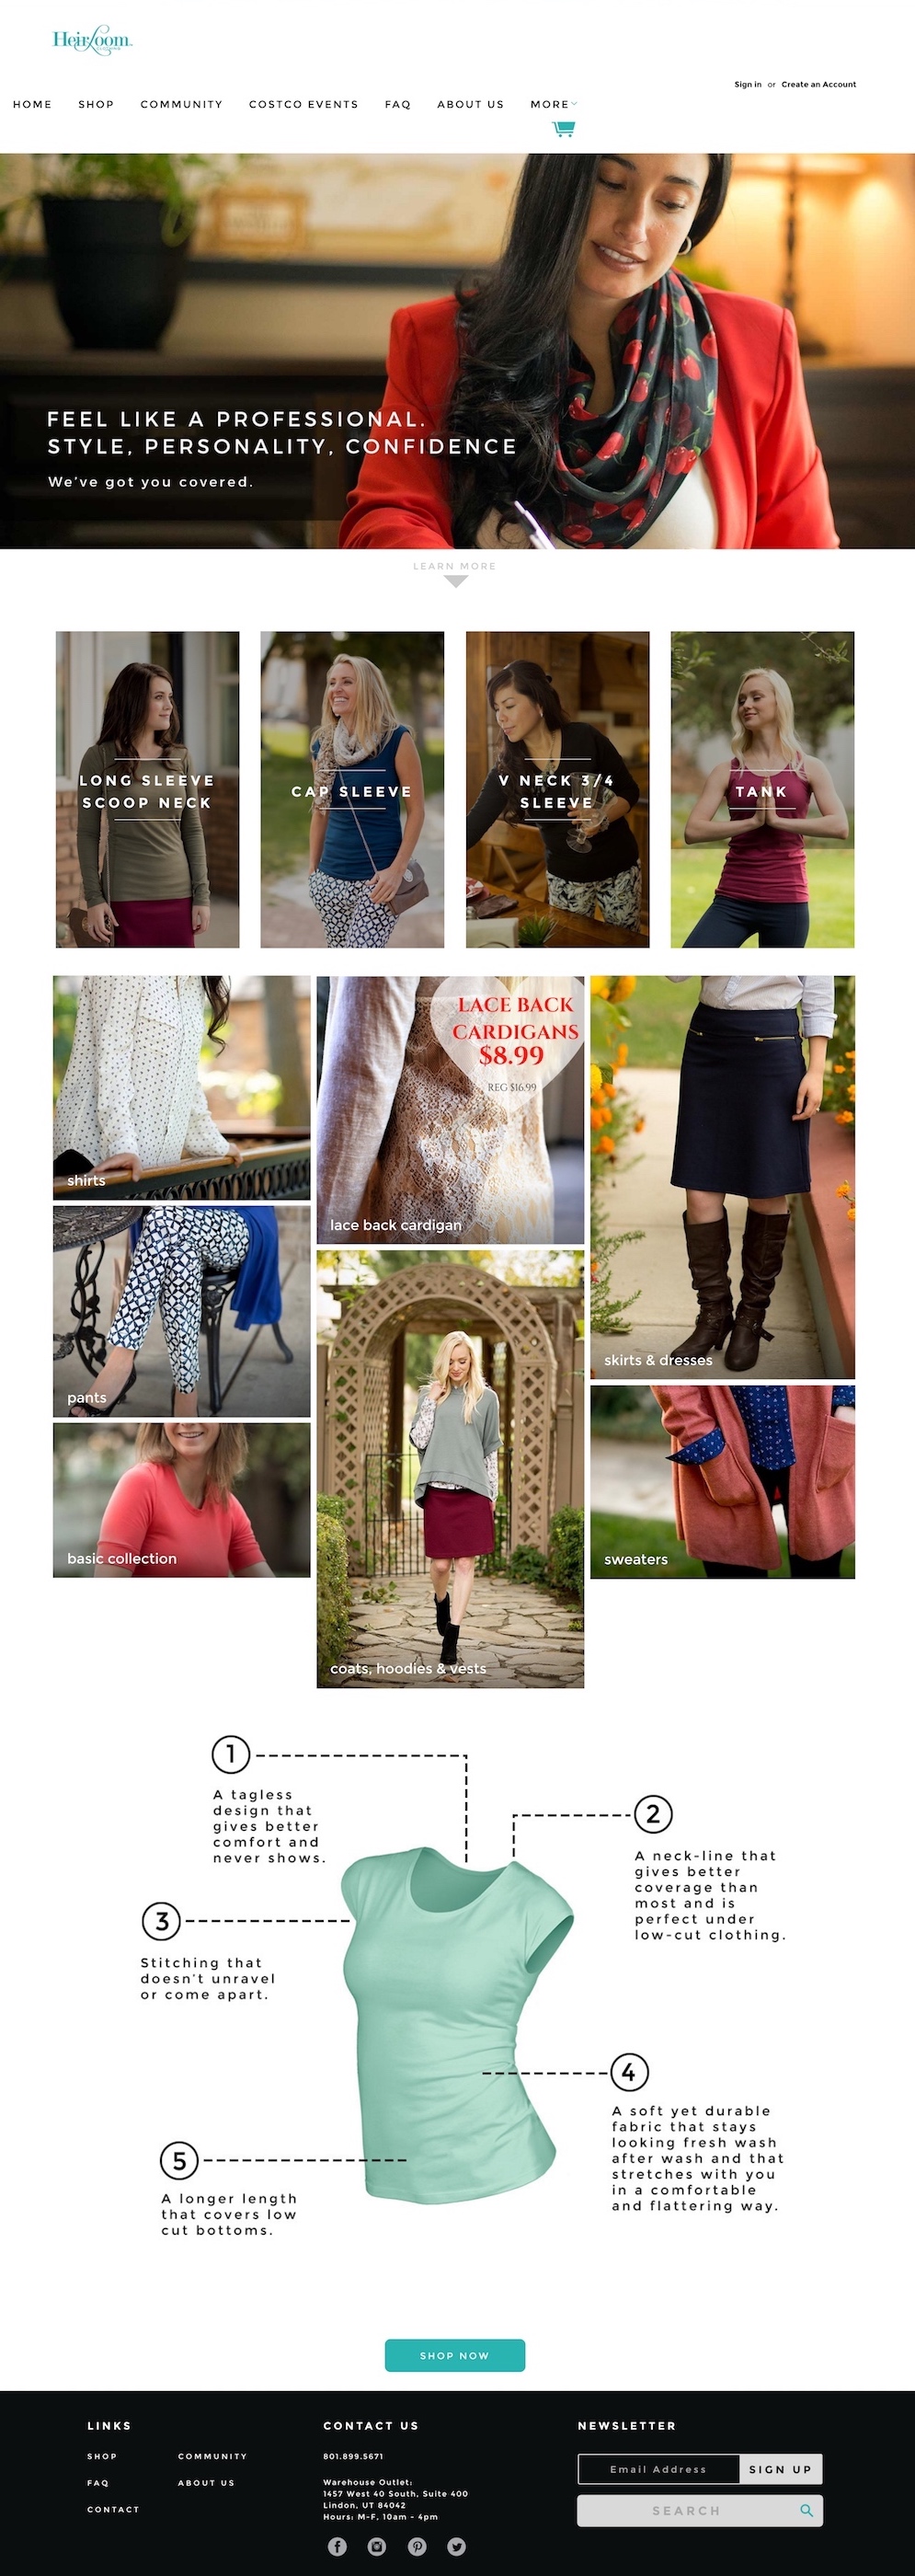 Heirloom
Sign in or Create an Account
HOME SHOP COMMUNITY COSTCO EVENTS FAQ ABOUT US MORE
FEEL LIKE A PROFESSIONAL.
STYLE, PERSONALITY, CONFIDENCE
We've got you covered.
LEARN MORE
LONG SLEEVE
SCOOP NECK
CAP SLEEVE
V NECK 3/4
SLEEVE
TANK
shirts
LACE BACK
CARDIGANS
$8.99
REG $16.99
lace back cardigan
skirts & dresses
pants
basic collection
coats, hoodies & vests
sweaters
1
A tagless
design that
gives better
comfort and
never shows.
2
A neck-line that
gives better
coverage than
most and is
perfect under
low-cut clothing.
3
Stitching that
doesn't unravel
or come apart.
4
A soft yet durable
fabric that stays
looking fresh wash
after wash and that
stretches with you
in a comfortable
and flattering way.
5
A longer length
that covers low
cut bottoms.
SHOP NOW
LINKS
SHOP COMMUNITY
FAQ ABOUT US
CONTACT
CONTACT US
801.899.5671
Warehouse Outlet:
1457 West 40 South, Suite 400
Lindon, UT 84042
Hours: M-F, 10am - 4pm
NEWSLETTER
Email Address SIGN UP
SEARCH